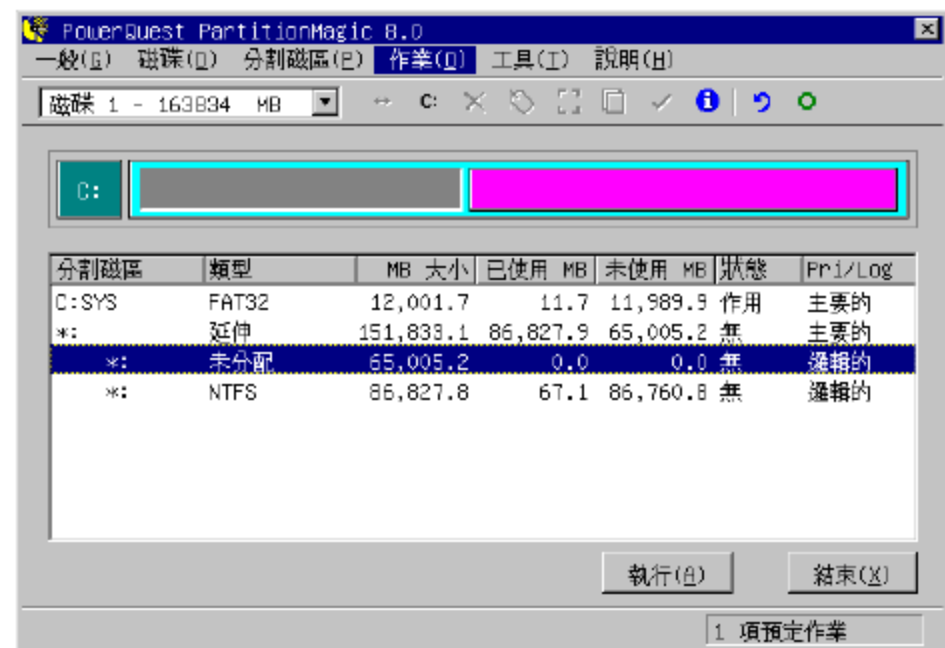 PowerQuest PartitionMagic 8.0
一般(G) 磁碟(D) 分割磁區(P) 作業(O) 工具(T) 說明(H)
磁碟 1 - 163834 MB C:
C:
分割磁區 類型 MB 大小 已使用 MB 未使用 MB 狀態 Pri/Log
C:SYS FAT32 12,001.7 11.7 11,989.9 作用 主要的
*: 延伸 151,833.1 86,827.9 65,005.2 無 主要的
*: 未分配 65,005.2 0.0 0.0 無 邏輯的
*: NTFS 86,827.8 67.1 86,760.8 無 邏輯的
執行(A) 結束(X)
1 項預定作業